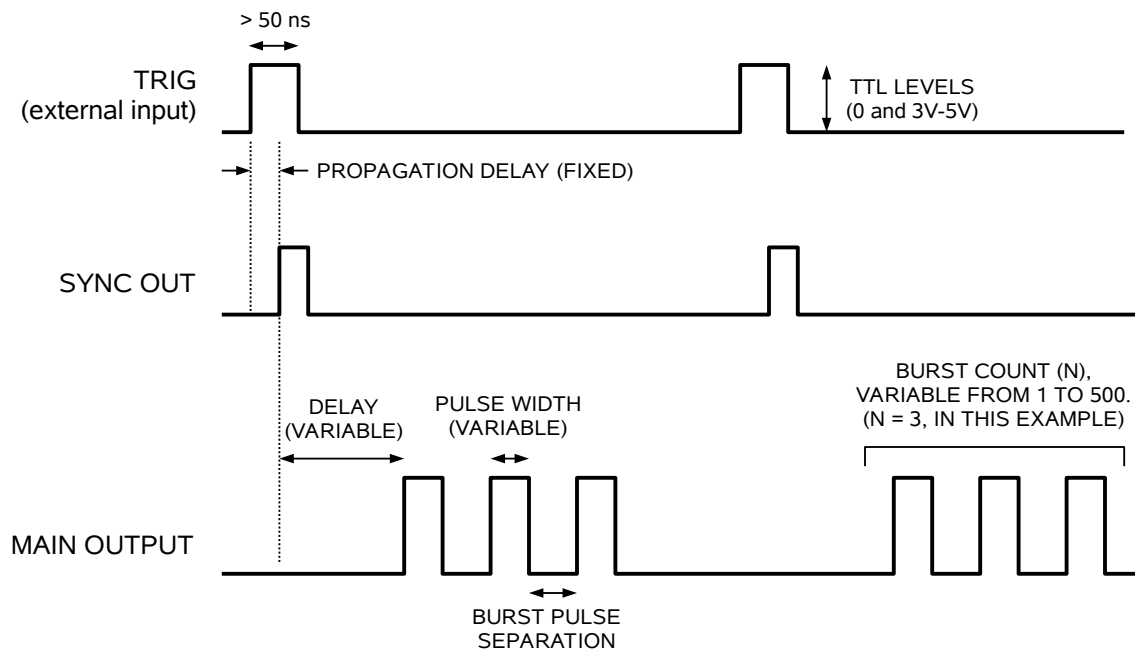 > 50 ns
TRIG
(external input)
TTL LEVELS
(0 and 3V-5V)
PROPAGATION DELAY (FIXED)
SYNC OUT
BURST COUNT (N),
VARIABLE FROM 1 TO 500.
(N = 3, IN THIS EXAMPLE)
DELAY
(VARIABLE)
PULSE WIDTH
(VARIABLE)
MAIN OUTPUT
BURST PULSE
SEPARATION